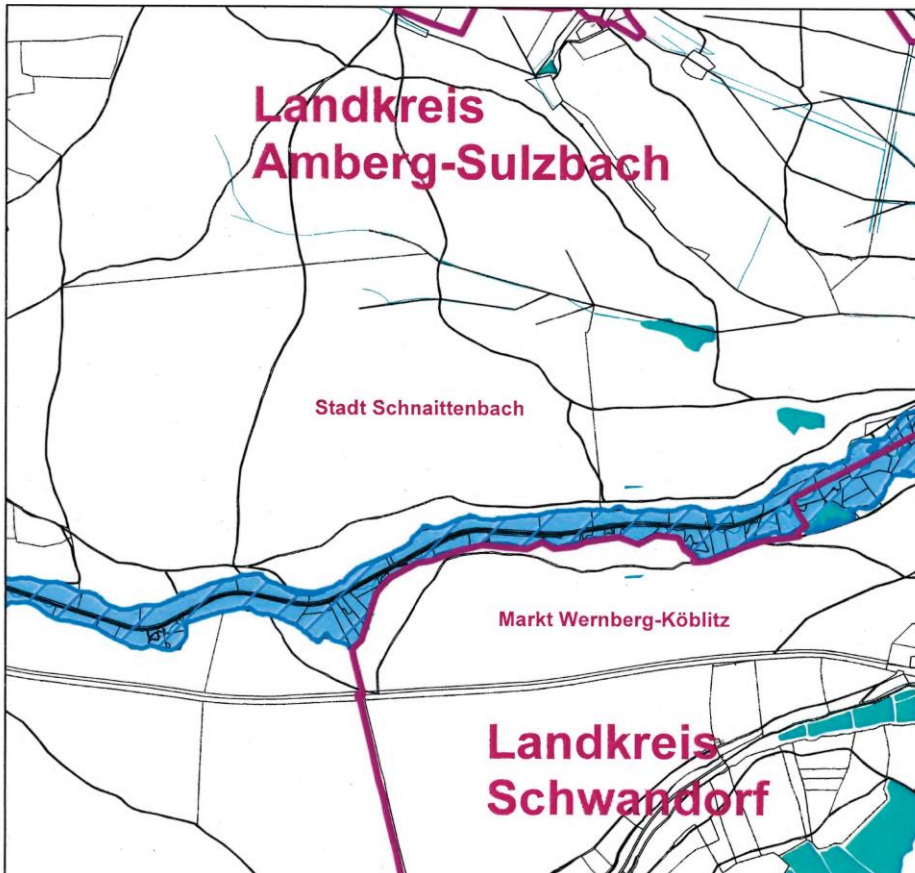 Landkreis
Amberg-Sulzbach
Stadt Schnaittenbach
Markt Wernberg-Köblitz
Landkreis
Schwandorf